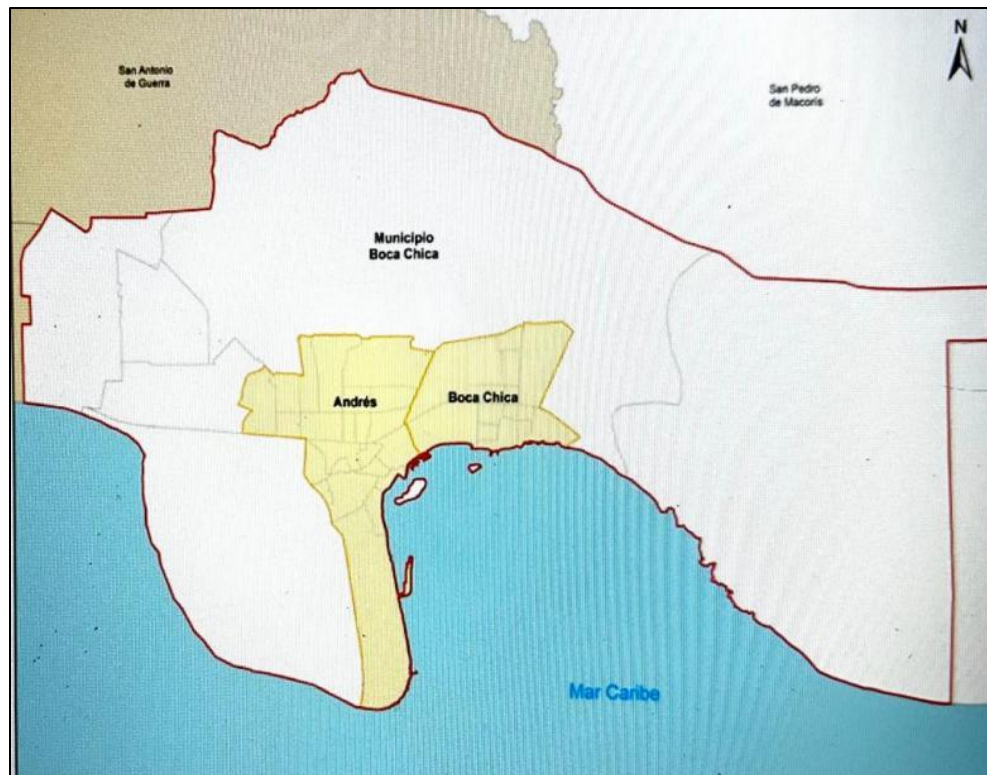 N
San Antonio
de Guerra
San Pedro
de Macorís
Municipio
Boca Chica
Andrés
Boca Chica
Mar Caribe